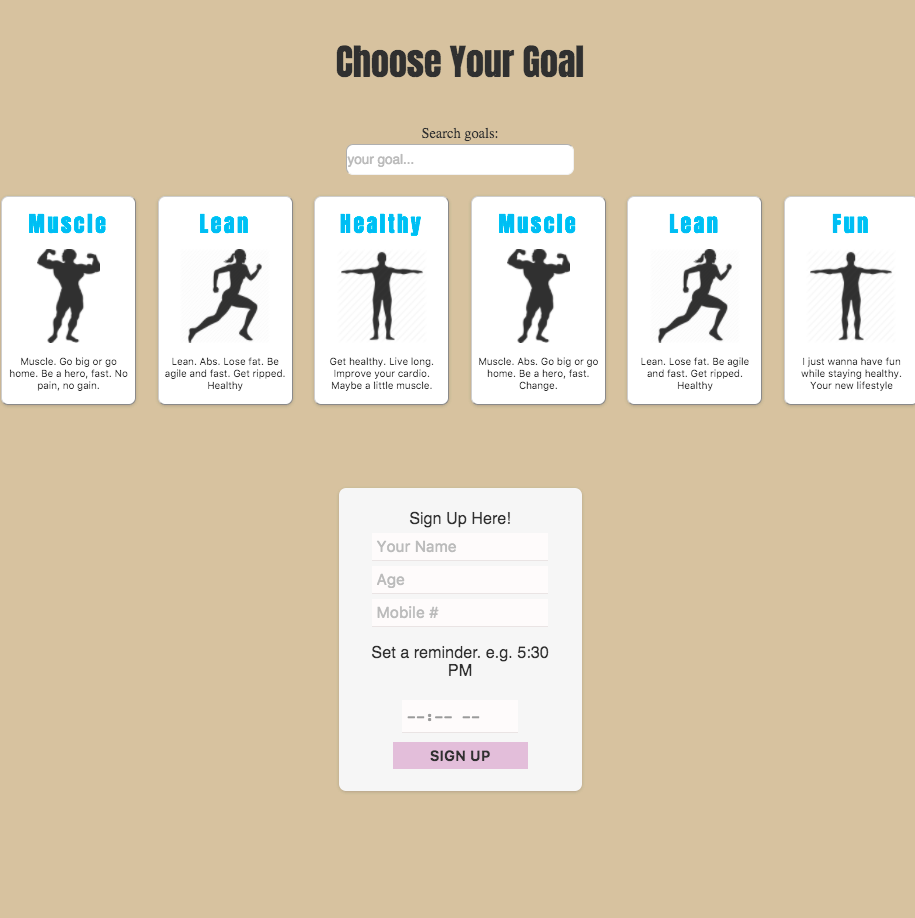 Choose Your Goal
Search goals:
your goal...
Muscle
Muscle. Go big or go
home. Be a hero, fast. No
pain, no gain.
Lean
Lean. Abs. Lose fat. Be
agile and fast. Get ripped.
Healthy
Healthy
Get healthy. Live long.
Improve your cardio.
Maybe a little muscle.
Muscle
Muscle. Abs. Go big or go
home. Be a hero, fast.
Change.
Lean
Lean. Lose fat. Be agile
and fast. Get ripped.
Healthy
Fun
I just wanna have fun
while staying healthy.
Your new lifestyle
Sign Up Here!
Your Name
Age
Mobile #
Set a reminder. e.g. 5:30
PM
--:-- --
SIGN UP